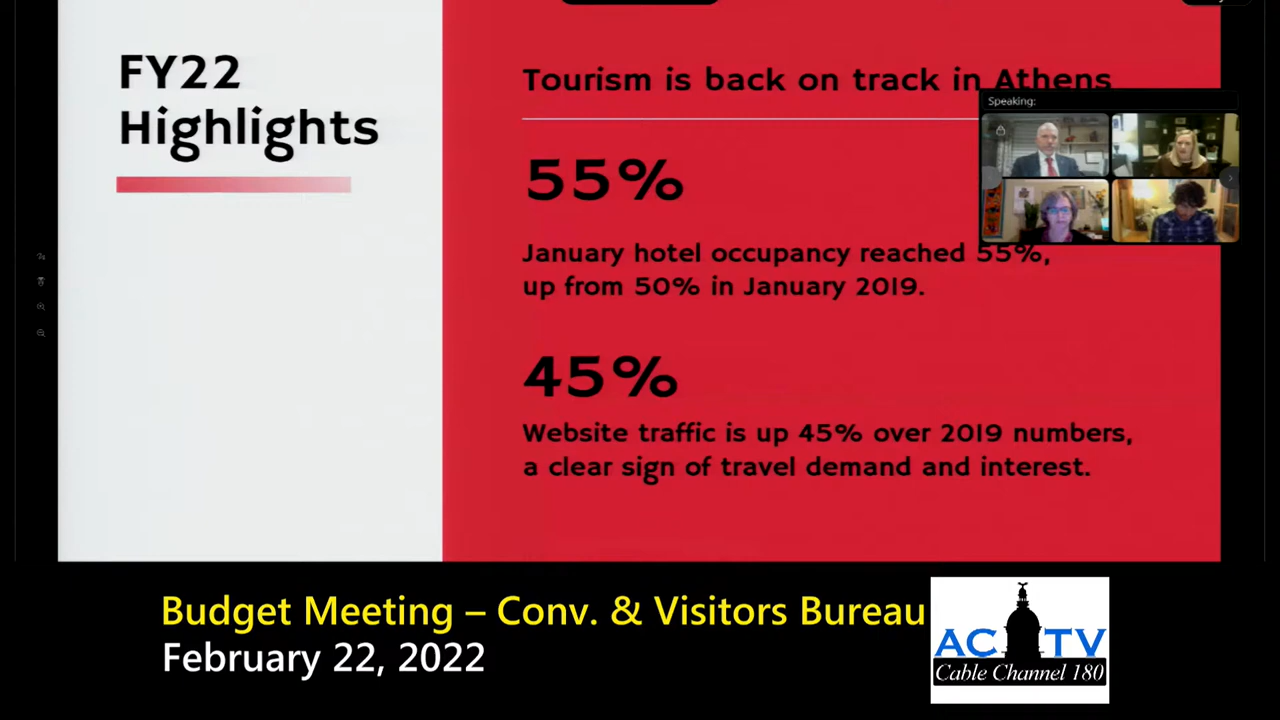 FY22
Highlights
Tourism is back on track in Athens
Speaking:
55%
January hotel occupancy reached 55%,
up from 50% in January 2019.
45%
Website traffic is up 45% over 2019 numbers,
a clear sign of travel demand and interest.
Budget Meeting – Conv. & Visitors Bureau
February 22, 2022
AC TV
Cable Channel 180